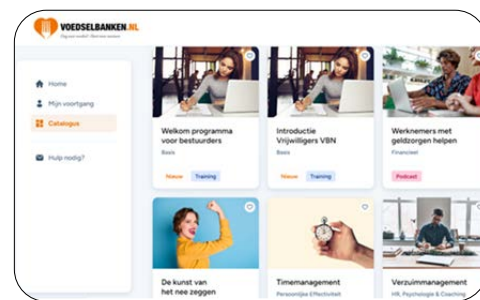 VOEDSELBANKEN.NL
Home
Mijn voortgang
Catalogus
Hulp nodig?
Welkom programma
voor bestuurders
Basis
Nieuw Training
Introductie
Vrijwilligers VBN
Basis
Nieuw Training
Werknemers met
geldzorgen helpen
Financieel
Podcast
De kunst van
het nee zeggen
Timemanagement
Persoonlijke Effectiviteit
Verzuimmanagement
HR, Psychologie & Coaching